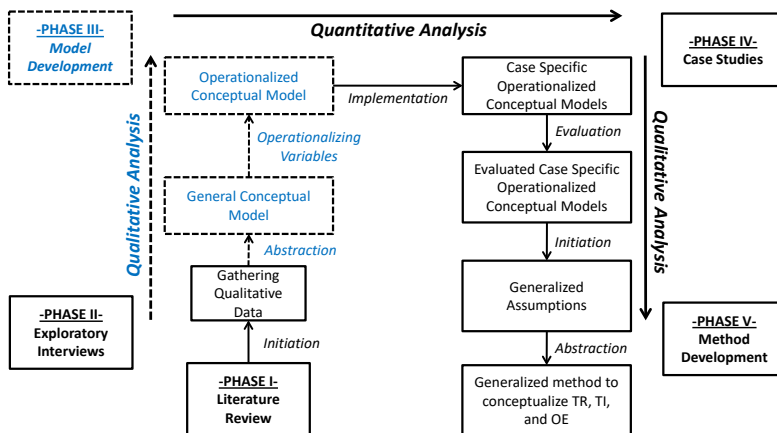 -PHASE III-
Model
Development
Quantitative Analysis
-PHASE IV-
Case Studies
Operationalized
Conceptual Model
Implementation
Case Specific
Operationalized
Conceptual Models
Operationalizing
Variables
Evaluation
Qualitative Analysis
Qualitative Analysis
General Conceptual
Model
Evaluated Case Specific
Operationalized
Conceptual Models
Abstraction
Initiation
Gathering
Qualitative
Data
Generalized
Assumptions
-PHASE II-
Exploratory
Interviews
-PHASE V-
Method
Development
Initiation
Abstraction
-PHASE I-
Literature
Review
Generalized method to
conceptualize TR, TI,
and OE